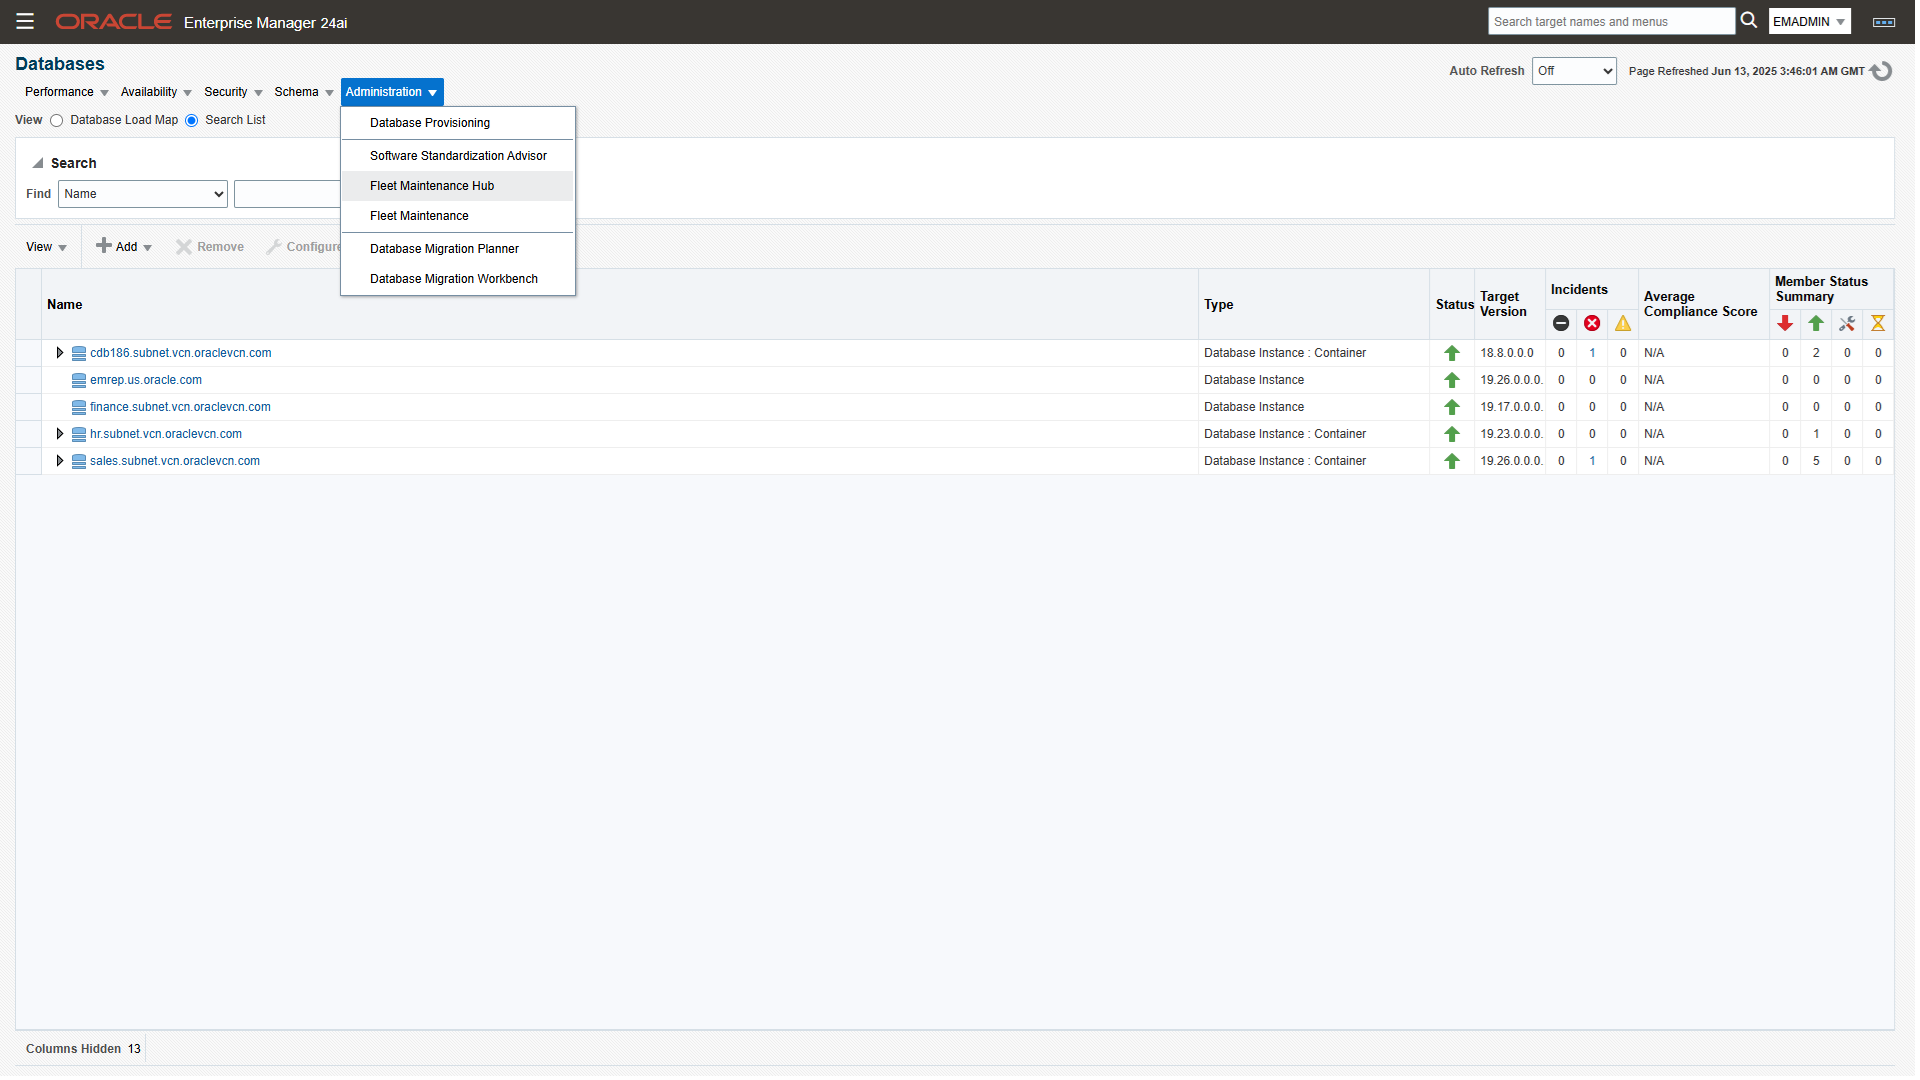 ORACLE Enterprise Manager 24ai
Search target names and menus
EMADMIN
Databases
Auto Refresh Off Page Refreshed Jun 13, 2025 3:46:01 AM GMT
Performance Availability Security Schema Administration
View Database Load Map Search List
Search
Find Name
Database Provisioning
Software Standardization Advisor
Fleet Maintenance Hub
Fleet Maintenance
Database Migration Planner
Database Migration Workbench
View Add Remove Configure
Name Type Status Target Version Incidents Average Compliance Score Member Status Summary
cdb186.subnet.vcn.oraclevcn.com Database Instance : Container 18.8.0.0.0 0 1 0 N/A 0 2 0 0
emrep.us.oracle.com Database Instance 19.26.0.0.0. 0 0 0 N/A 0 0 0 0
finance.subnet.vcn.oraclevcn.com Database Instance 19.17.0.0.0. 0 0 0 N/A 0 0 0 0
hr.subnet.vcn.oraclevcn.com Database Instance : Container 19.23.0.0.0. 0 0 0 N/A 0 1 0 0
sales.subnet.vcn.oraclevcn.com Database Instance : Container 19.26.0.0.0. 0 1 0 N/A 0 5 0 0
Columns Hidden 13